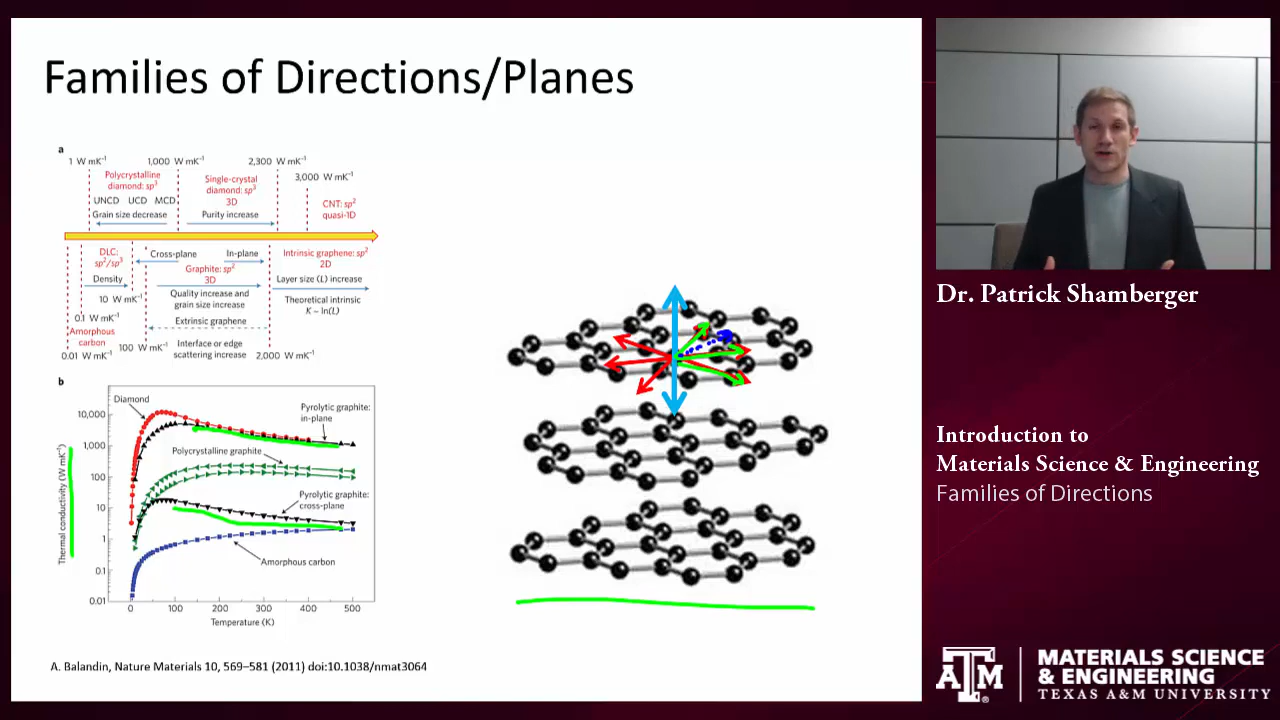 Families of Directions/Planes
a
1 W mK⁻¹ 1,000 W mK⁻¹ 2,300 W mK⁻¹
3,000 W mK⁻¹
Polycrystalline
diamond: sp³
Single-crystal
diamond: sp³
3D
UNCD UCD MCD
Grain size decrease
Purity increase
CNT: sp²
quasi-1D
DLC:
sp²/sp³
Density
Cross-plane In-plane
Graphite: sp²
3D
Quality increase and
grain size increase
Intrinsic graphene: sp²
2D
Layer size (L) increase
Theoretical intrinsic
K ~ ln(L)
10 W mK⁻¹
0.1 W mK⁻¹
Extrinsic graphene
Amorphous
carbon
0.01 W mK⁻¹
100 W mK⁻¹
Interface or edge
scattering increase
2,000 W mK⁻¹
b
Diamond
Pyrolytic graphite:
in-plane
Polycrystalline graphite
Pyrolytic graphite:
cross-plane
Amorphous carbon
Thermal conductivity (W mK⁻¹)
10,000
1,000
100
10
1
0.1
0.01
0 100 200 300 400 500
Temperature (K)
A. Balandin, Nature Materials 10, 569–581 (2011) doi:10.1038/nmat3064
Dr. Patrick Shamberger
Introduction to
Materials Science & Engineering
Families of Directions
ATM
MATERIALS SCIENCE
& ENGINEERING
TEXAS A&M UNIVERSITY